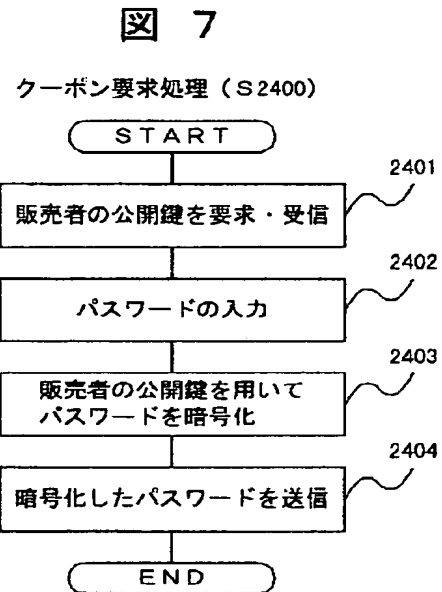 図 7
クーポン要求処理(S2400)
START
2401
販売者の公開鍵を要求・受信
2402
パスワードの入力
2403
販売者の公開鍵を用いて
パスワードを暗号化
2404
暗号化したパスワードを送信
END